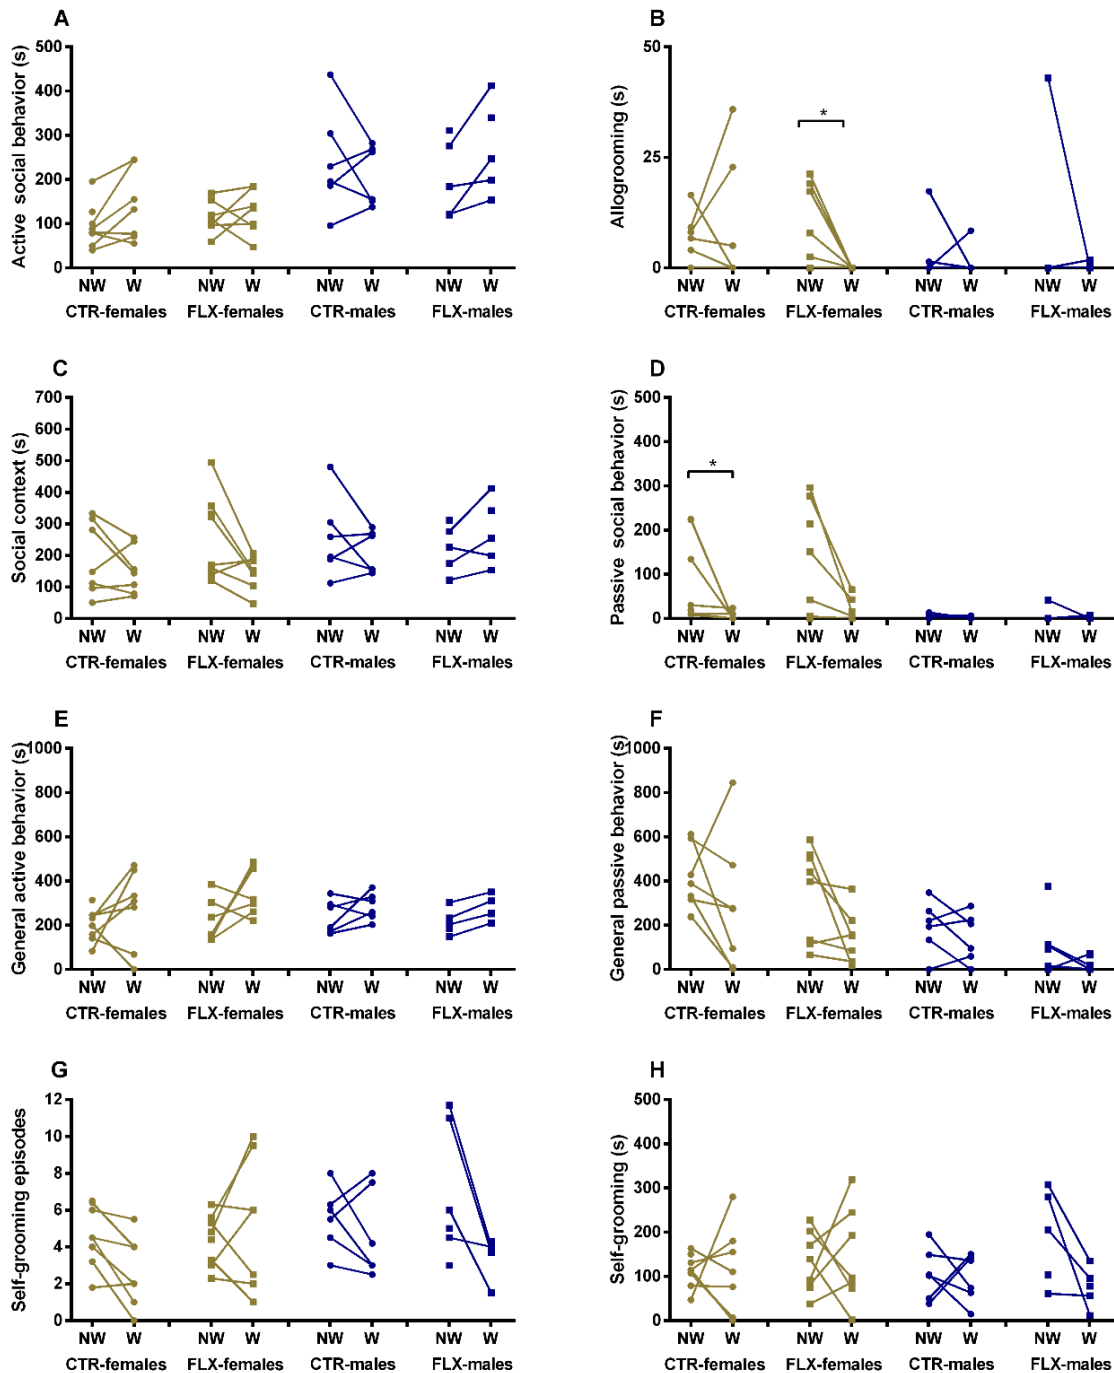 A
Active social behavior (s)
500
400
300
200
100
0
NW W NW W NW W NW W
CTR-females FLX-females CTR-males FLX-males
B
Allogrooming (s)
50
25
0
*
NW W NW W NW W NW W
CTR-females FLX-females CTR-males FLX-males
C
Social context (s)
700
600
500
400
300
200
100
0
NW W NW W NW W NW W
CTR-females FLX-females CTR-males FLX-males
D
Passive social behavior (s)
500
400
300
200
100
0
*
NW W NW W NW W NW W
CTR-females FLX-females CTR-males FLX-males
E
General active behavior (s)
1000
800
600
400
200
0
NW W NW W NW W NW W
CTR-females FLX-females CTR-males FLX-males
F
General passive behavior (s)
1000
800
600
400
200
0
NW W NW W NW W NW W
CTR-females FLX-females CTR-males FLX-males
G
Self-grooming episodes
12
10
8
6
4
2
0
NW W NW W NW W NW W
CTR-females FLX-females CTR-males FLX-males
H
Self-grooming (s)
500
400
300
200
100
0
NW W NW W NW W NW W
CTR-females FLX-females CTR-males FLX-males